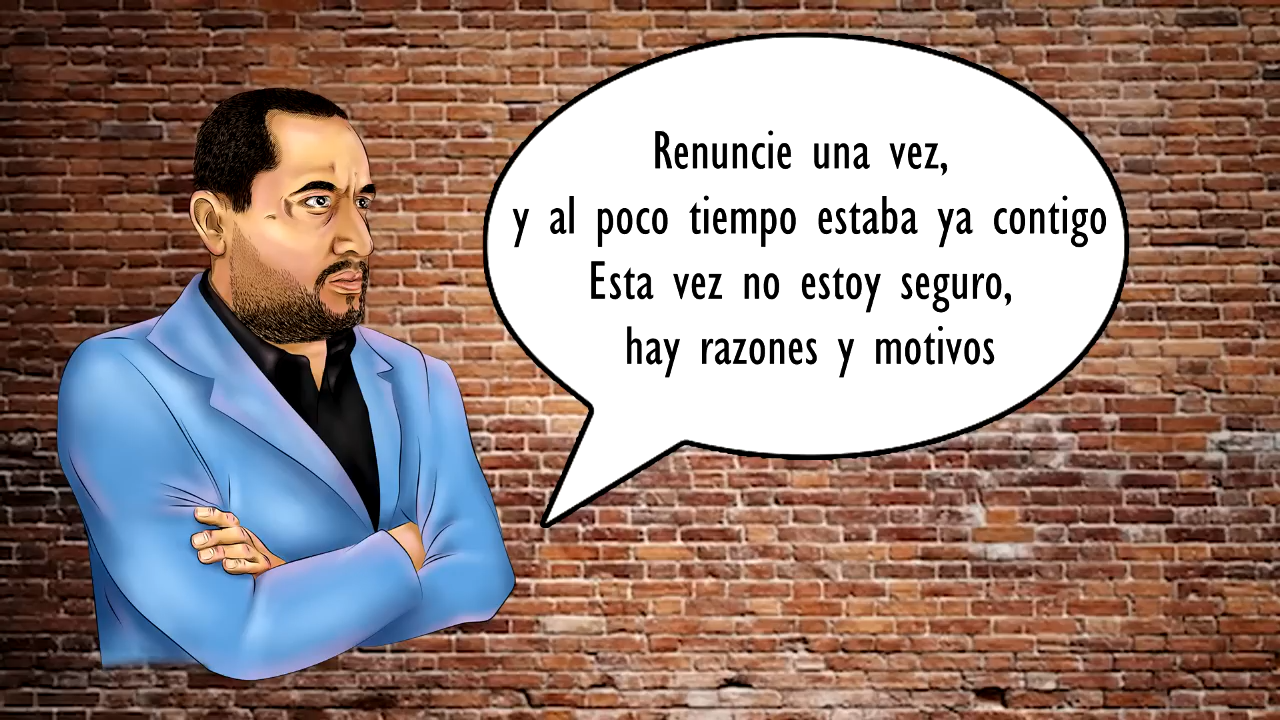 Renuncie una vez,
y al poco tiempo estaba ya contigo
Esta vez no estoy seguro,
hay razones y motivos